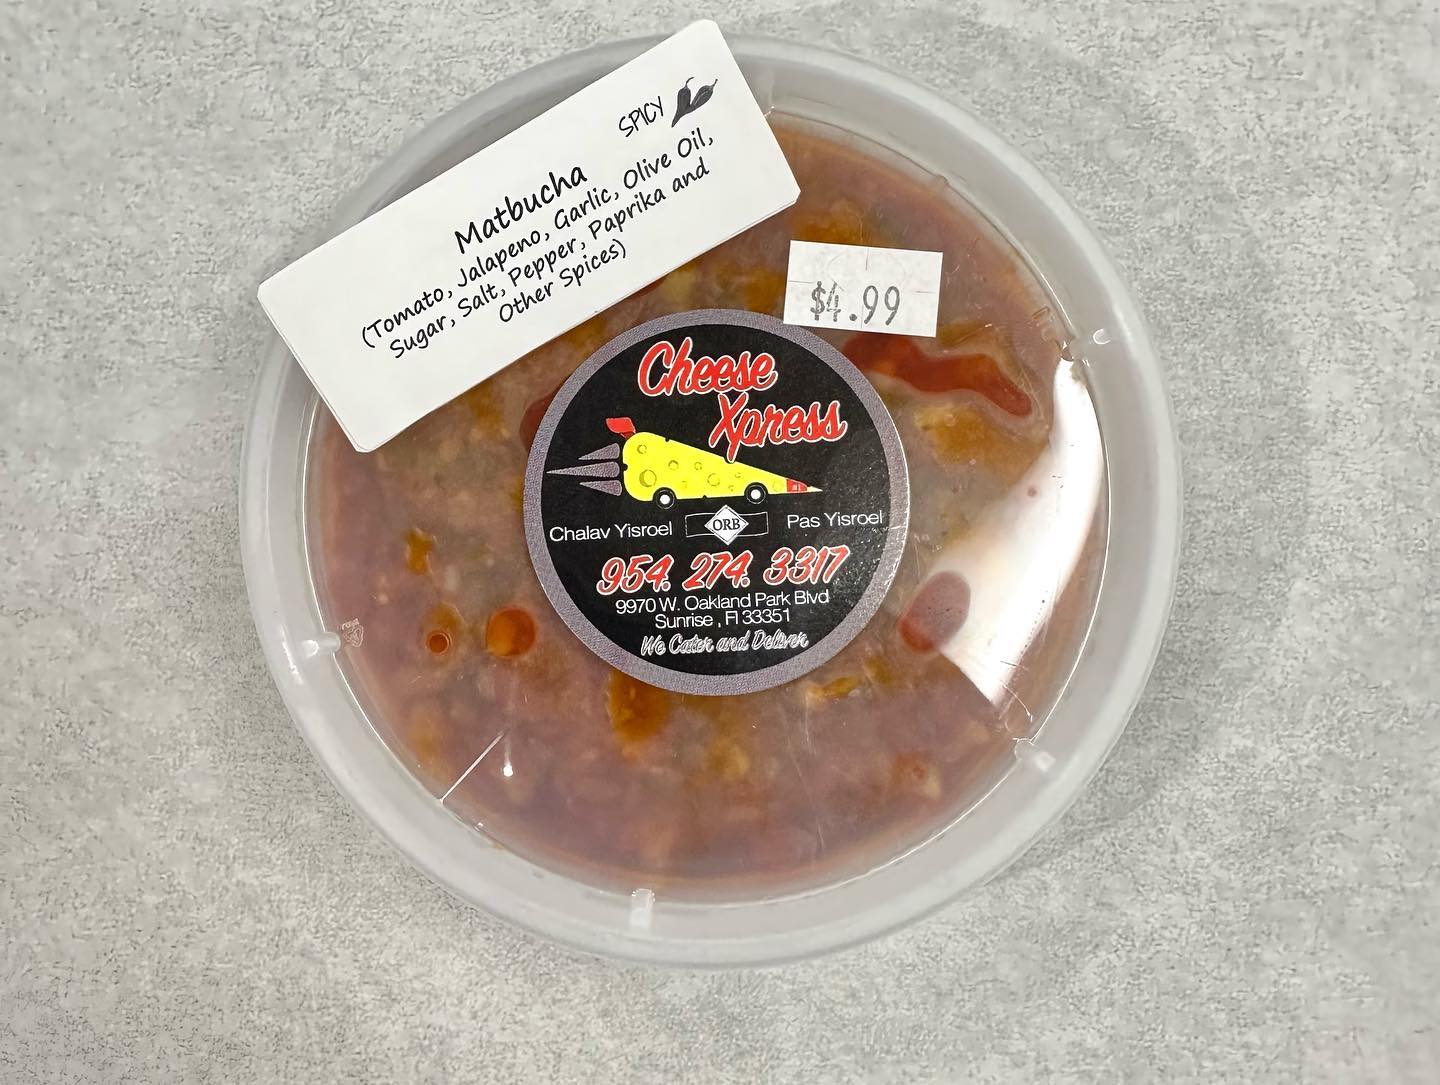 SPICY
Matbucha
(Tomato, Jalapeno, Garlic, Olive Oil,
Sugar, Salt, Pepper, Paprika and
Other Spices)
$4.99
Cheese
Xpress
Chalav Yisroel ORB Pas Yisroel
954. 274. 3317
9970 W. Oakland Park Blvd
Sunrise , Fl 33351
We Cater and Deliver